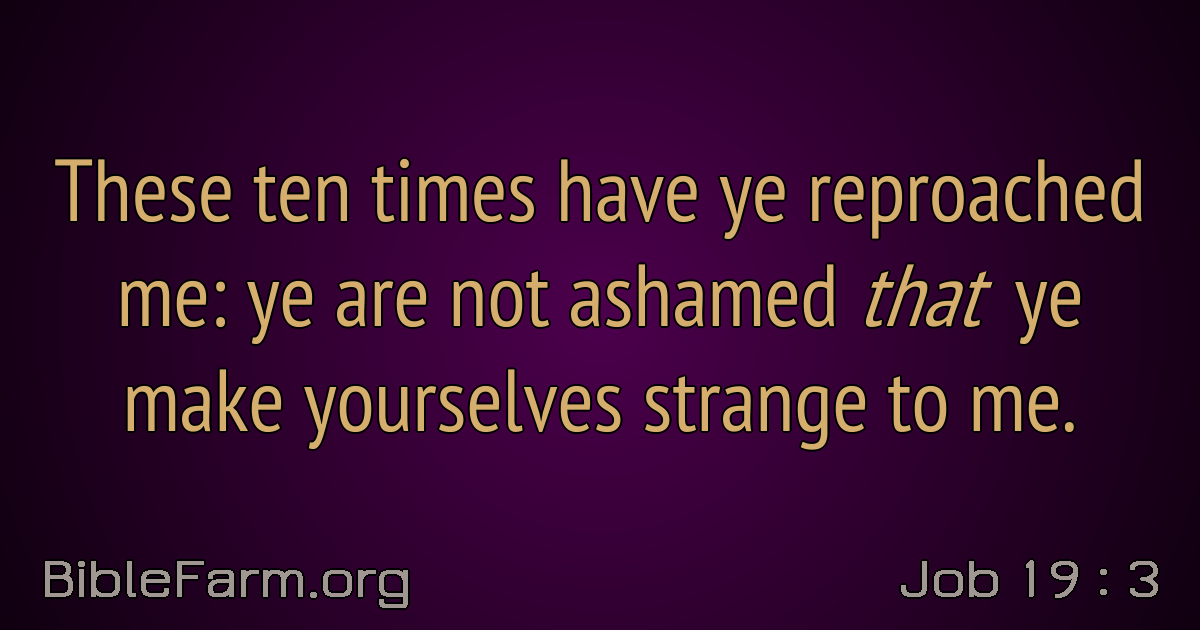 These ten times have ye reproached
me: ye are not ashamed that ye
make yourselves strange to me.
BibleFarm.org
Job 19 : 3